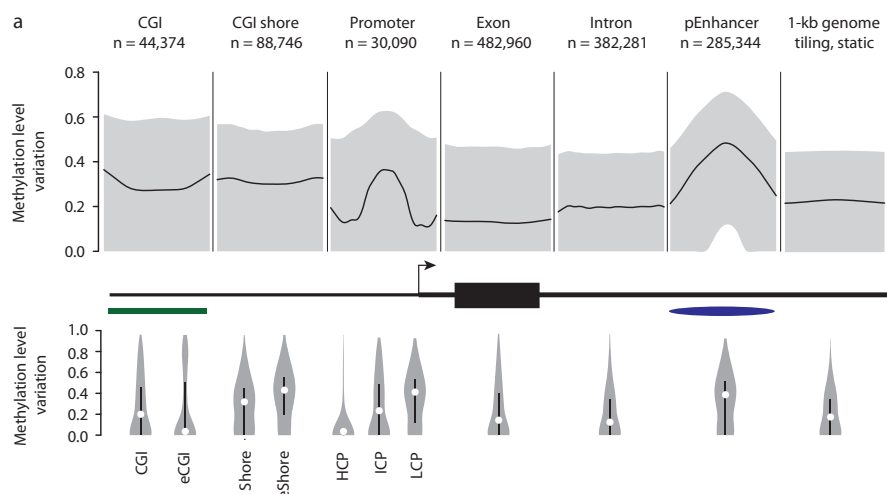 a
CGI
n = 44,374
CGI shore
n = 88,746
Promoter
n = 30,090
Exon
n = 482,960
Intron
n = 382,281
pEnhancer
n = 285,344
1-kb genome
tiling, static
Methylation level
variation
0.8
0.6
0.4
0.2
0.0
Methylation level
variation
1.0
0.8
0.6
0.4
0.2
0.0
CGI
eCGI
Shore
eShore
HCP
ICP
LCP